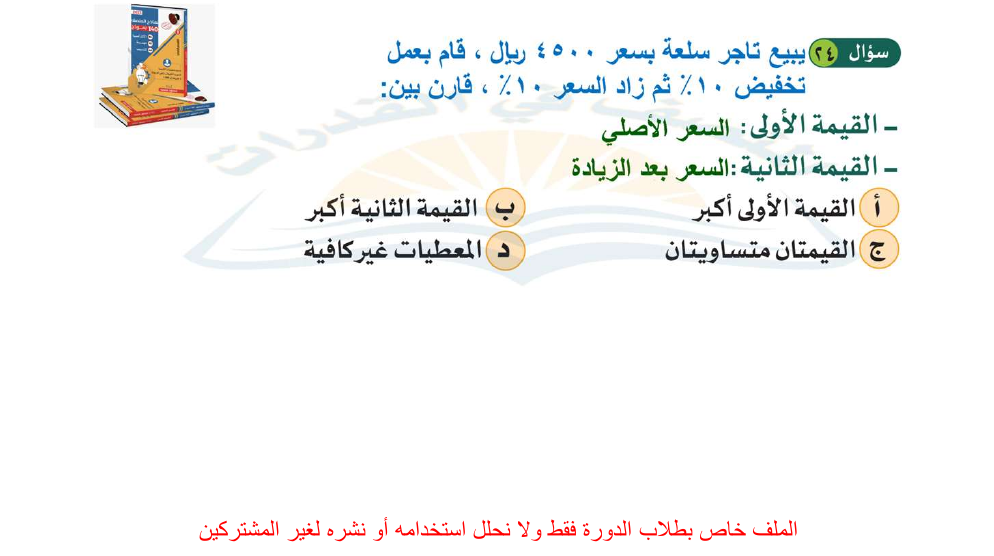 سؤال ٢٤ يبيع تاجر سلعة بسعر ٤٥٠٠ ريال ، قام بعمل
تخفيض ١٠٪ ثم زاد السعر ١٠٪ ، قارن بين:
– القيمة الأولى: السعر الأصلي
– القيمة الثانية: السعر بعد الزيادة
أ القيمة الأولى أكبر ب القيمة الثانية أكبر
ج القيمتان متساويتان د المعطيات غير كافية
الملف خاص بطلاب الدورة فقط ولا نحلل استخدامه أو نشره لغير المشتركين